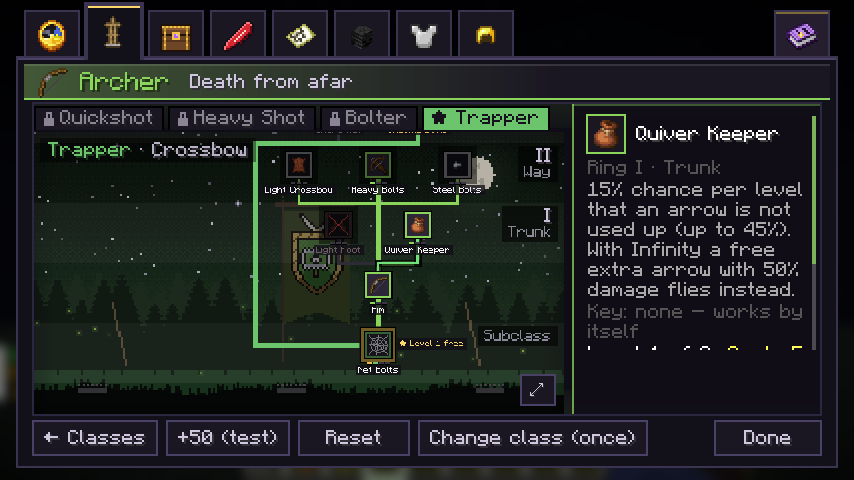 Archer
Death from afar
Quickshot
Heavy Shot
Bolter
Trapper
Trapper · Crossbow
II
Way
Light Crossbow
Heavy Bolts
Steel Bolts
I
Trunk
Light Foot
Quiver Keeper
Aim
Subclass
Level 1 free
Net Bolts
Quiver Keeper
Ring I · Trunk
15% chance per level
that an arrow is not
used up (up to 45%).
With Infinity a free
extra arrow with 50%
damage flies instead.
Key: none — works by
itself
← Classes
+50 (test)
Reset
Change class (once)
Done